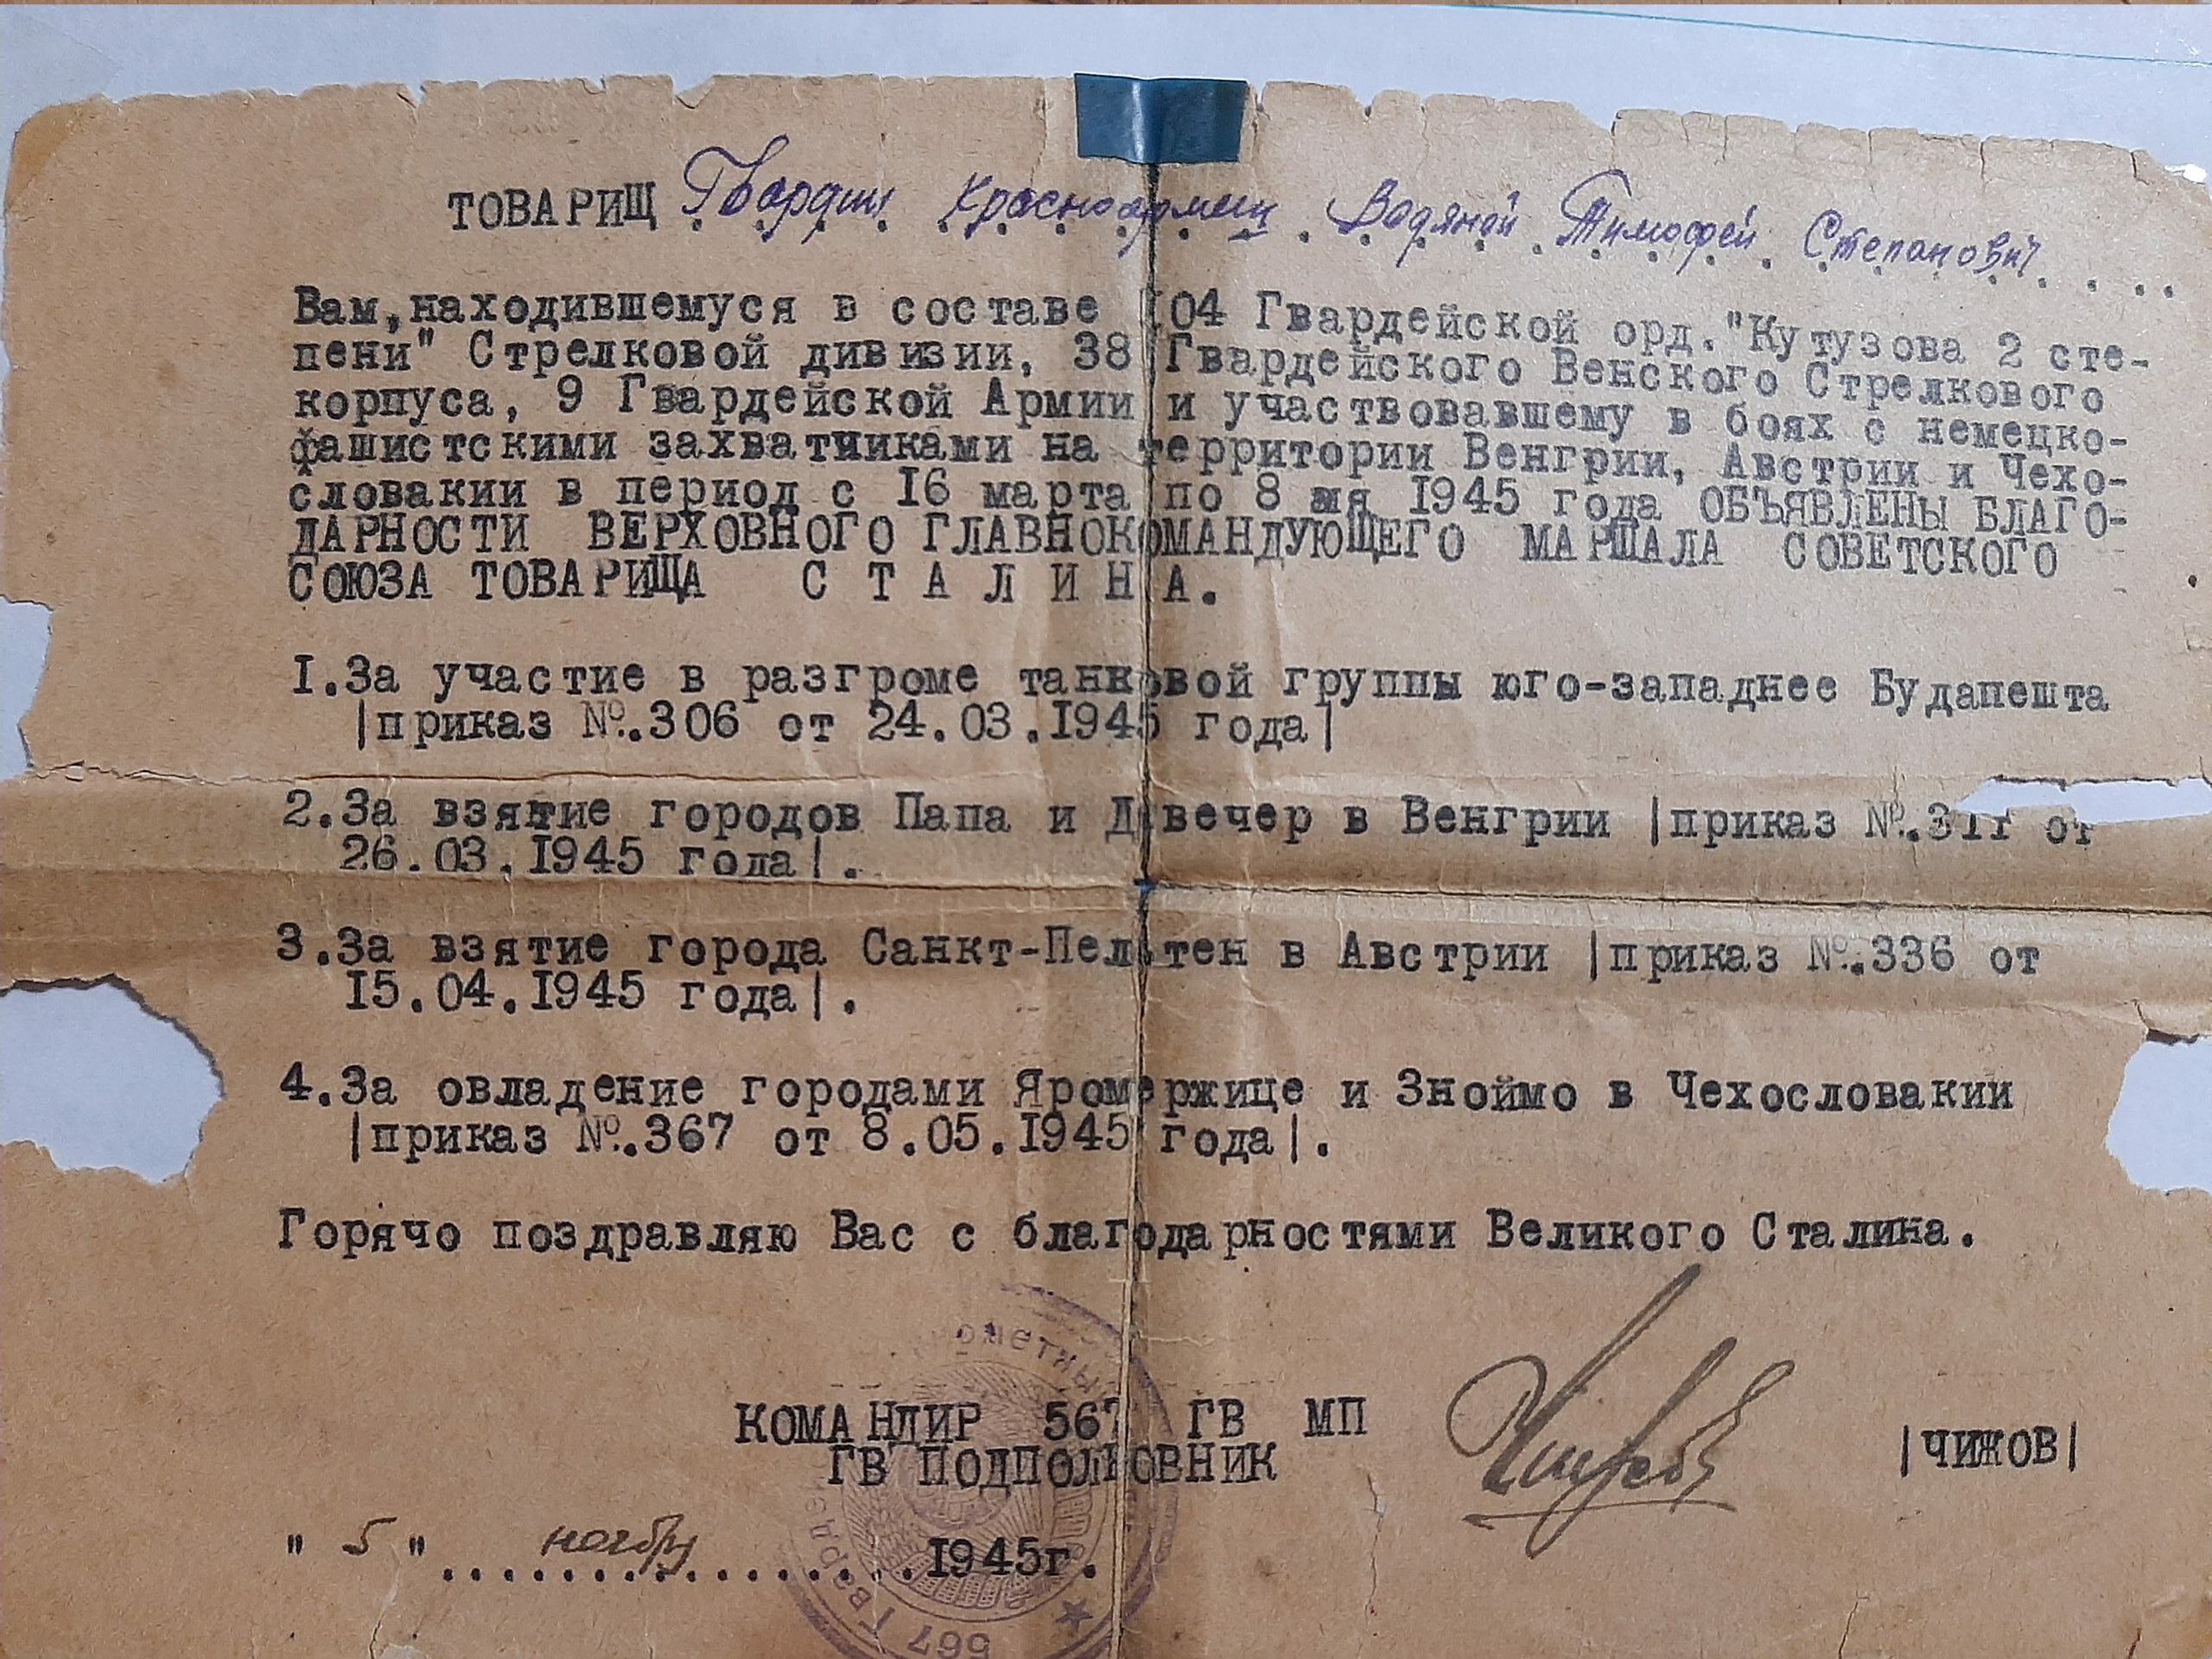 ТОВАРИЩ Гвардии Красноармеец Водяной Тимофей Степанович
Вам, находившемуся в составе 104 Гвардейской орд."Кутузова 2 сте-
пени" Стрелковой дивизии, 38 Гвардейского Венского Стрелкового
корпуса, 9 Гвардейской Армии и участвовавшему в боях с немецко-
фашистскими захватчиками на территории Венгрии, Австрии и Чехо-
словакии в период с 16 марта по 8 мая 1945 года ОБЪЯВЛЕНЫ БЛАГО-
ДАРНОСТИ ВЕРХОВНОГО ГЛАВНОКОМАНДУЮЩЕГО МАРШАЛА СОВЕТСКОГО
СОЮЗА ТОВАРИЩА С Т А Л И Н А.
1.За участие в разгроме танковой группы юго-западнее Будапешта
|приказ №.306 от 24.03.1945 года|
2.За взятие городов Папа и Девечер в Венгрии |приказ №.311 от
26.03.1945 года|.
3.За взятие города Санкт-Пельтен в Австрии |приказ №.336 от
15.04.1945 года|.
4.За овладение городами Яромержице и Зноймо в Чехословакии
|приказ №.367 от 8.05.1945 года|.
Горячо поздравляю Вас с благодарностями Великого Сталина.
КОМАНДИР 567 ГВ МП
ГВ ПОДПОЛКОВНИК
Чижов
|ЧИЖОВ|
" 5 " ноября 1945г.
567 Гвардей